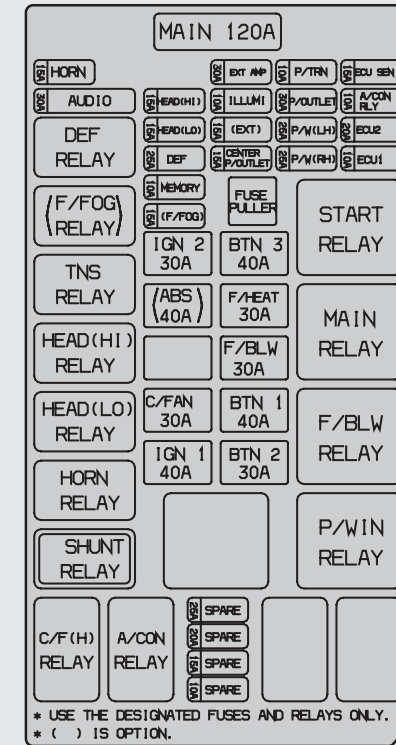 MAIN 120A
15A HORN
30A EXT AMP
10A P/TRN
15A ECU SEN
30A AUDIO
15A HEAD(HI)
10A ILLUMI
25A P/OUTLET
10A A/CON RLY
DEF
RELAY
15A HEAD(LO)
15A (EXT)
25A P/W(LH)
20A ECU2
25A DEF
15A CENTER P/OUTLET
25A P/W(RH)
10A ECU1
(F/FOG)
RELAY
10A MEMORY
15A (F/FOG)
FUSE
PULLER
START
RELAY
TNS
RELAY
IGN 2
30A
BTN 3
40A
(ABS
40A)
F/HEAT
30A
MAIN
RELAY
HEAD(HI)
RELAY
F/BLW
30A
HEAD(LO)
RELAY
C/FAN
30A
BTN 1
40A
F/BLW
RELAY
IGN 1
40A
BTN 2
30A
HORN
RELAY
P/WIN
RELAY
SHUNT
RELAY
C/F(H)
RELAY
A/CON
RELAY
25A SPARE
20A SPARE
15A SPARE
10A SPARE
* USE THE DESIGNATED FUSES AND RELAYS ONLY.
* ( ) IS OPTION.